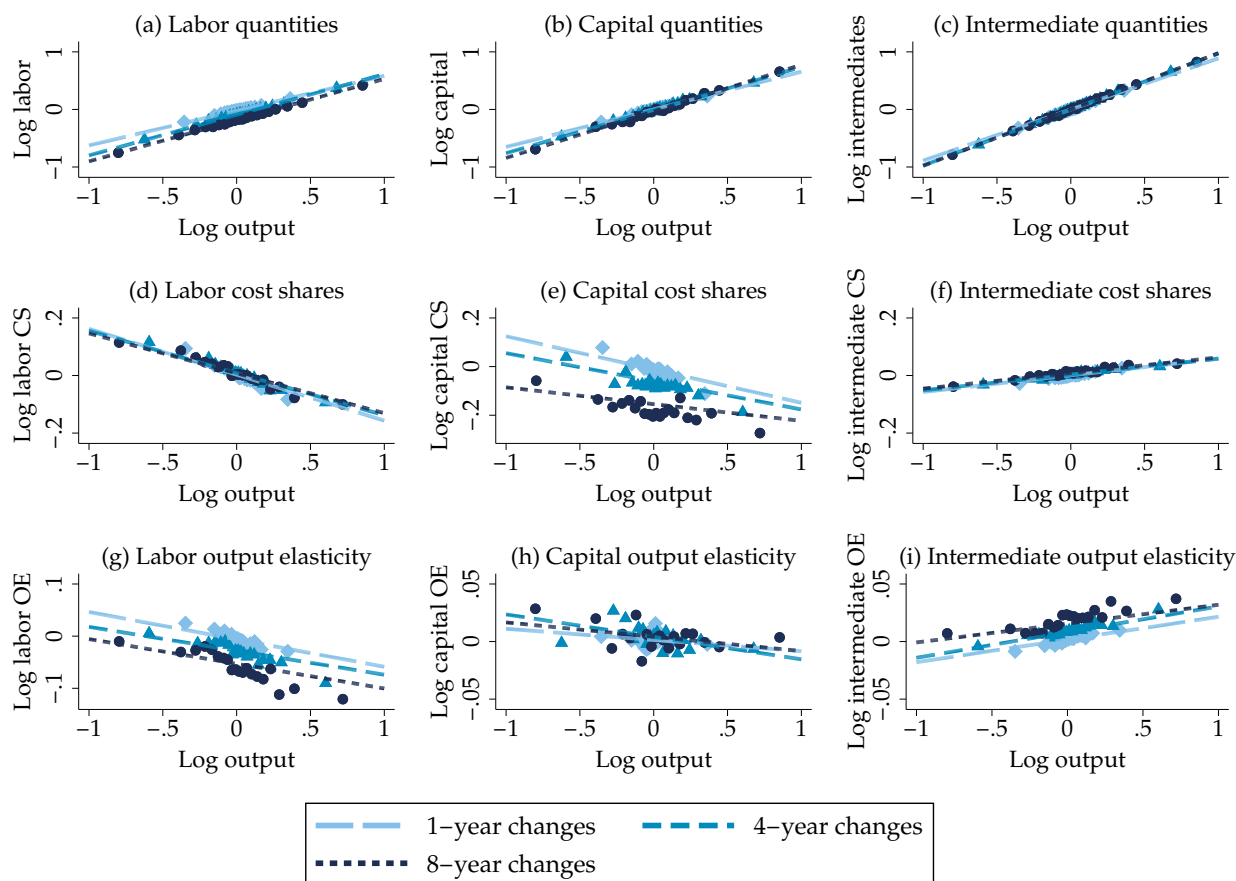 (a) Labor quantities
Log labor
−1 0 1
−1 −.5 0 .5 1
Log output
(b) Capital quantities
Log capital
−1 0 1
−1 −.5 0 .5 1
Log output
(c) Intermediate quantities
Log intermediates
−1 0 1
−1 −.5 0 .5 1
Log output
(d) Labor cost shares
Log labor CS
−.2 0 .2
−1 −.5 0 .5 1
Log output
(e) Capital cost shares
Log capital CS
−.2 0 .2
−1 −.5 0 .5 1
Log output
(f) Intermediate cost shares
Log intermediate CS
−.2 0 .2
−1 −.5 0 .5 1
Log output
(g) Labor output elasticity
Log labor OE
−.1 0 .1
−1 −.5 0 .5 1
Log output
(h) Capital output elasticity
Log capital OE
−.05 0 .05
−1 −.5 0 .5 1
Log output
(i) Intermediate output elasticity
Log intermediate OE
−.05 0 .05
−1 −.5 0 .5 1
Log output
1−year changes
4−year changes
8−year changes